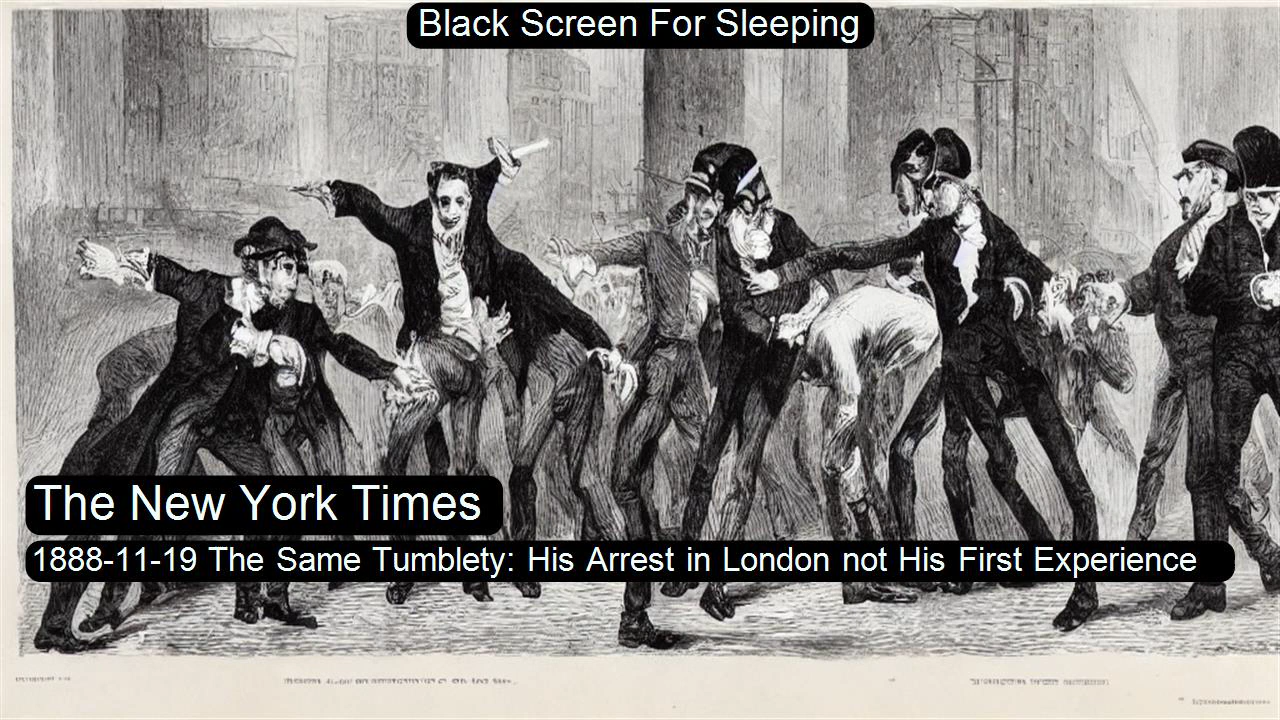 Black Screen For Sleeping
The New York Times
1888-11-19 The Same Tumblety: His Arrest in London not His First Experience